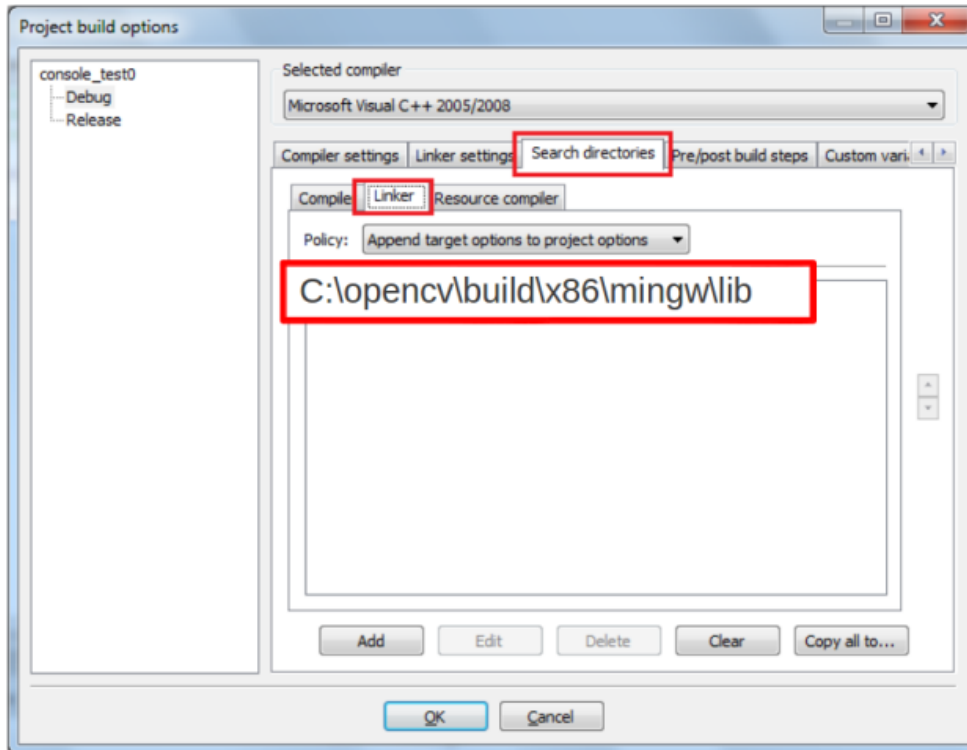 Project build options
console_test0
Debug
Release
Selected compiler
Microsoft Visual C++ 2005/2008
Compiler settings Linker settings Search directories Pre/post build steps Custom vari
Compile Linker Resource compiler
Policy: Append target options to project options
C:\opencv\build\x86\mingw\lib
Add Edit Delete Clear Copy all to...
OK Cancel